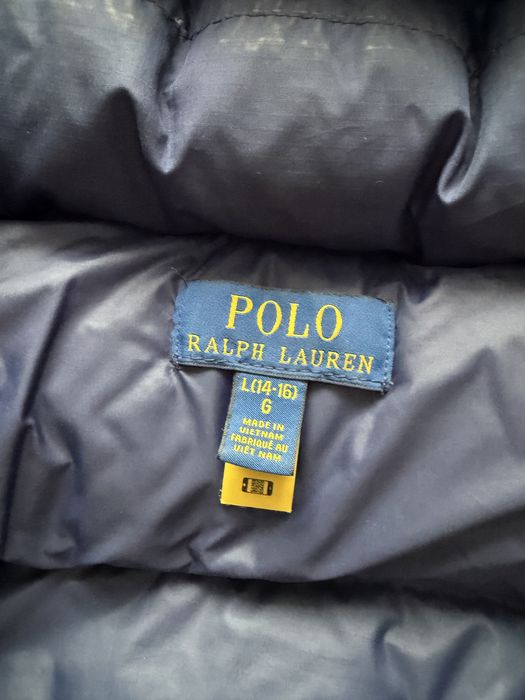 POLO
RALPH LAUREN
L(14-16)
G
MADE IN
VIETNAM
FABRIQUÉ AU
VIÊT NAM